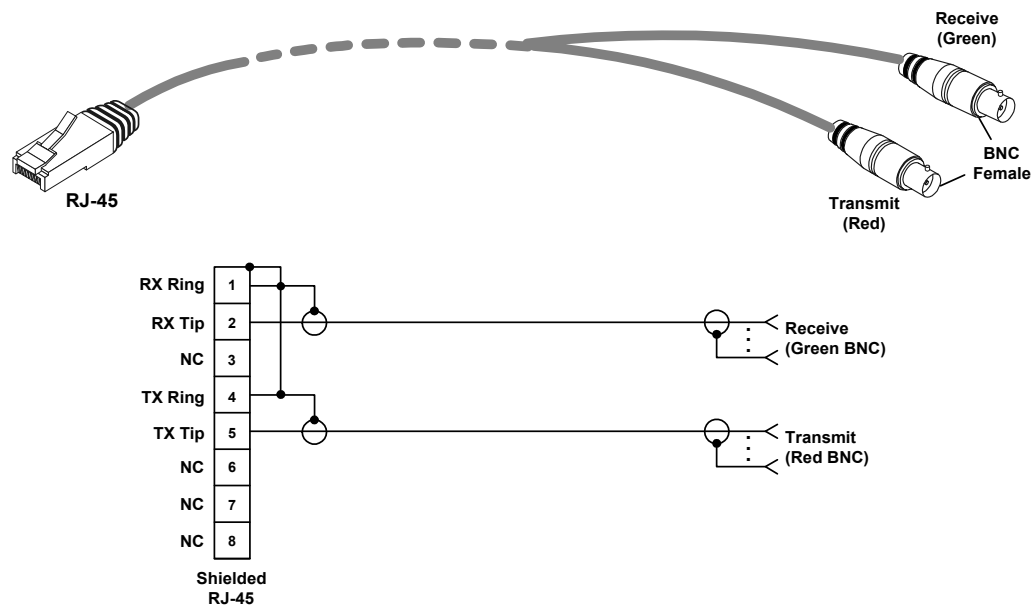 Receive
(Green)
BNC
Female
RJ-45
Transmit
(Red)
RX Ring 1
RX Tip 2
Receive
(Green BNC)
NC 3
TX Ring 4
TX Tip 5
Transmit
(Red BNC)
NC 6
NC 7
NC 8
Shielded
RJ-45